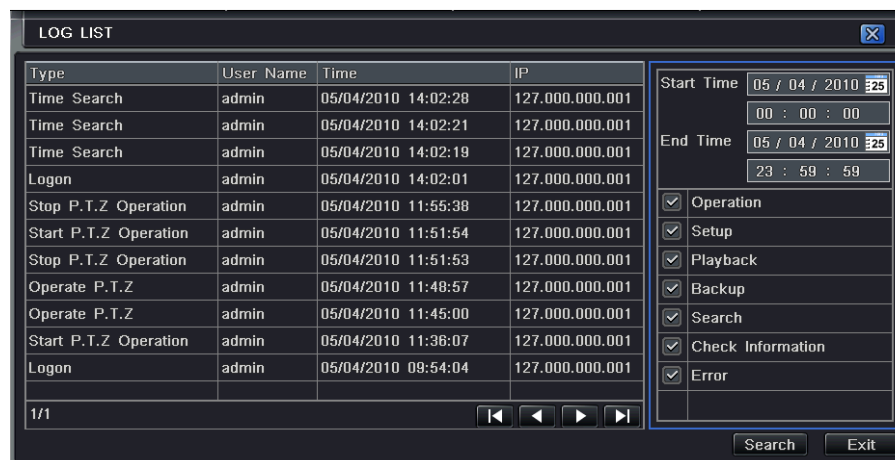 LOG LIST
Type User Name Time IP
Time Search admin 05/04/2010 14:02:28 127.000.000.001
Time Search admin 05/04/2010 14:02:21 127.000.000.001
Time Search admin 05/04/2010 14:02:19 127.000.000.001
Logon admin 05/04/2010 14:02:01 127.000.000.001
Stop P.T.Z Operation admin 05/04/2010 11:55:38 127.000.000.001
Start P.T.Z Operation admin 05/04/2010 11:51:54 127.000.000.001
Stop P.T.Z Operation admin 05/04/2010 11:51:53 127.000.000.001
Operate P.T.Z admin 05/04/2010 11:48:57 127.000.000.001
Operate P.T.Z admin 05/04/2010 11:45:00 127.000.000.001
Start P.T.Z Operation admin 05/04/2010 11:36:07 127.000.000.001
Logon admin 05/04/2010 09:54:04 127.000.000.001
1/1
Start Time 05 / 04 / 2010 25
00 : 00 : 00
End Time 05 / 04 / 2010 25
23 : 59 : 59
Operation
Setup
Playback
Backup
Search
Check Information
Error
Search Exit